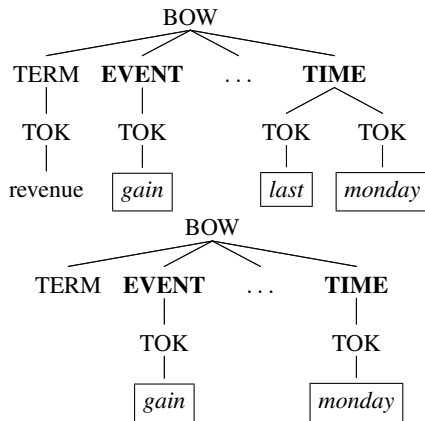 BOW
TERM EVENT ... TIME
TOK TOK TOK TOK
revenue gain last monday
BOW
TERM EVENT ... TIME
TOK TOK
gain monday